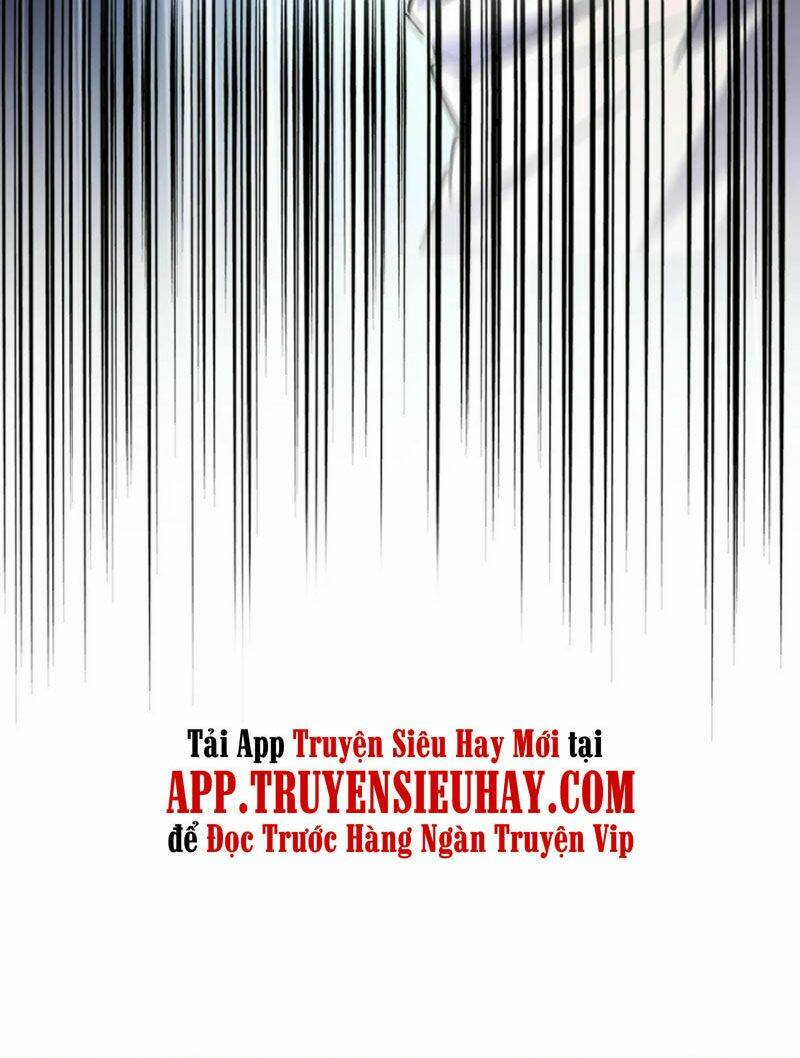 Tải App Truyện Siêu Hay Mới tại
APP.TRUYENSIEUHAY.COM
để Đọc Trước Hàng Ngàn Truyện Vip